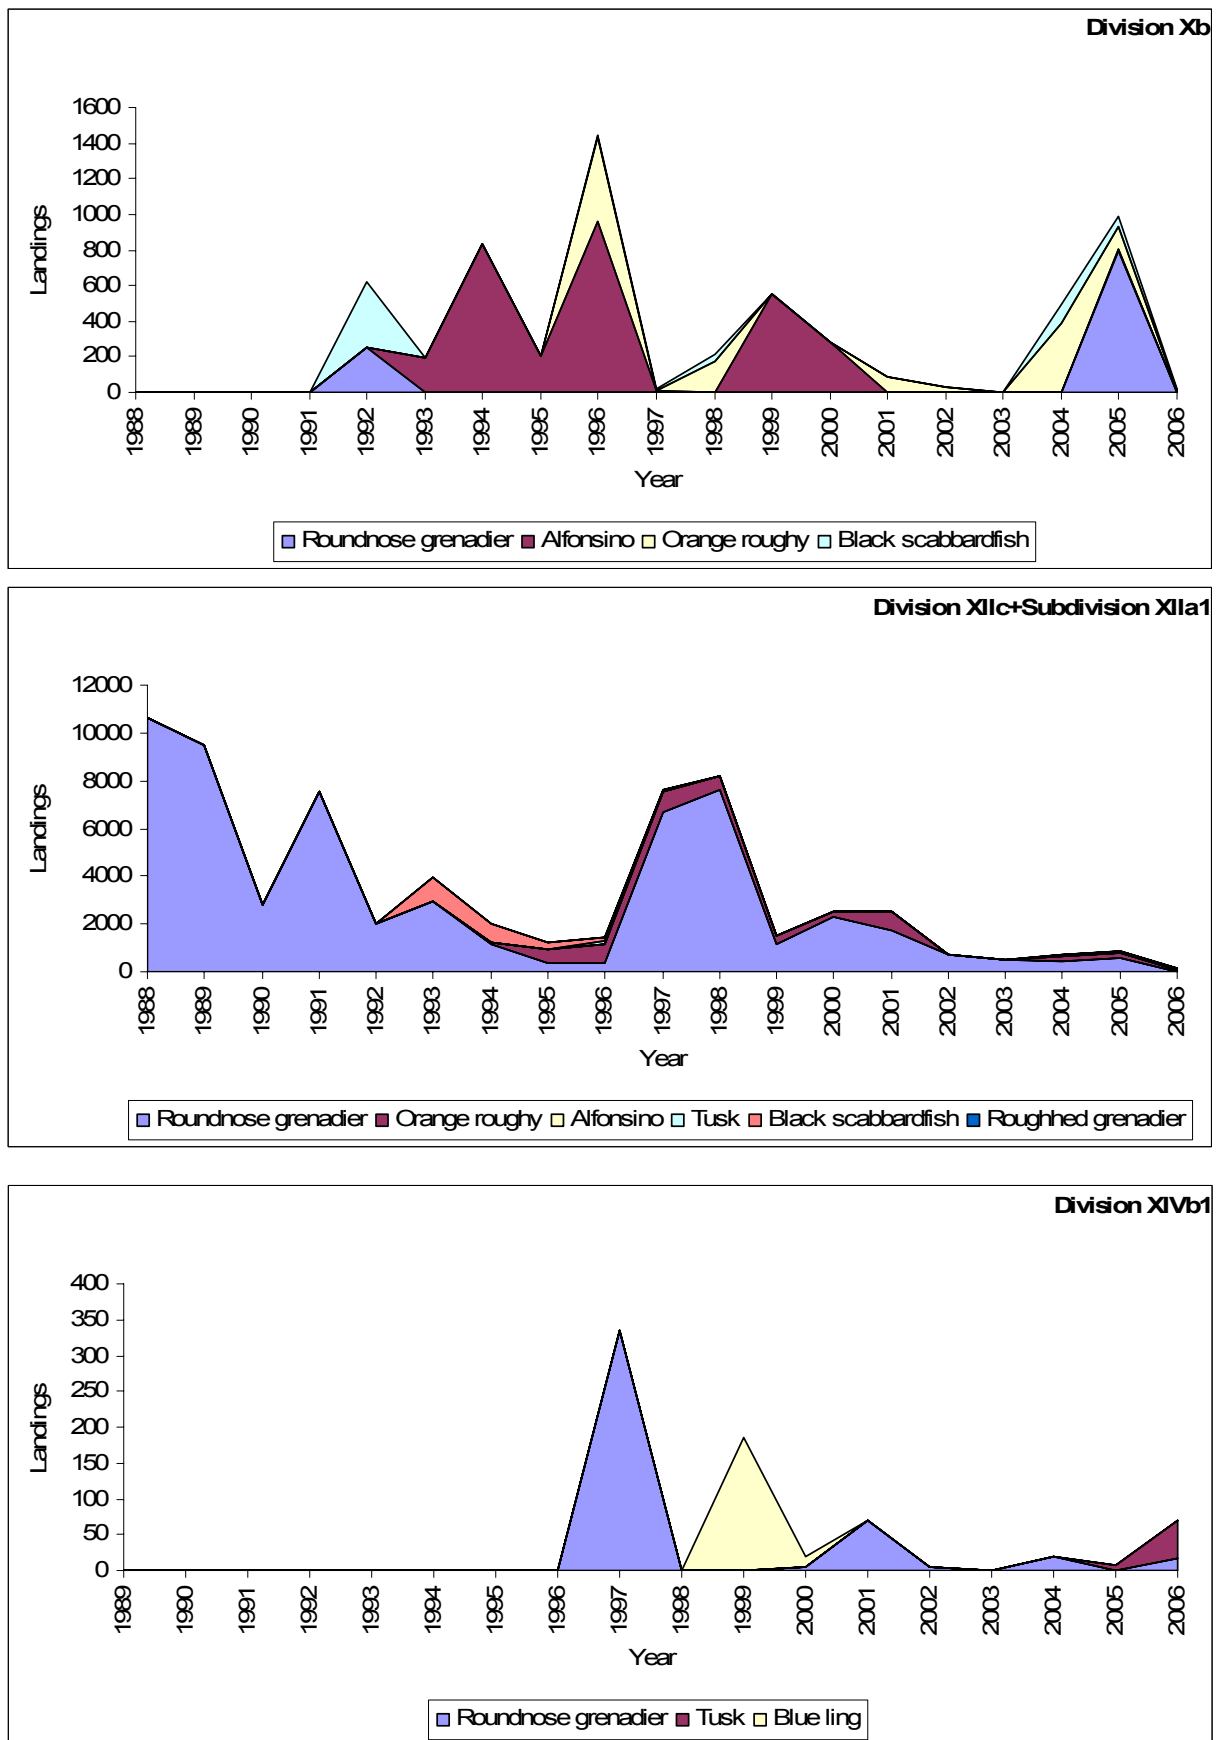 Division Xb
1600
1400
1200
1000
800
600
400
200
0
Landings
1988 1989 1990 1991 1992 1993 1994 1995 1996 1997 1998 1999 2000 2001 2002 2003 2004 2005 2006
Year
Roundnose grenadier Alfonsino Orange roughy Black scabbardfish
Division XIIc+Subdivision XIIa1
12000
10000
8000
6000
4000
2000
0
Landings
1988 1989 1990 1991 1992 1993 1994 1995 1996 1997 1998 1999 2000 2001 2002 2003 2004 2005 2006
Year
Roundnose grenadier Orange roughy Alfonsino Tusk Black scabbardfish Roughhed grenadier
Division XIVb1
400
350
300
250
200
150
100
50
0
Landings
1989 1990 1991 1992 1993 1994 1995 1996 1997 1998 1999 2000 2001 2002 2003 2004 2005 2006
Year
Roundnose grenadier Tusk Blue ling